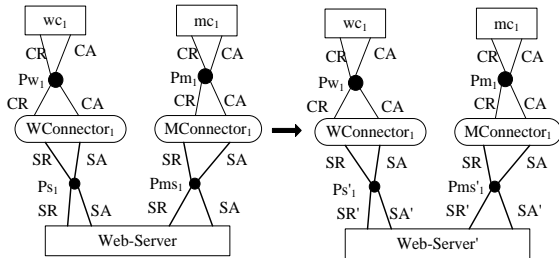 wc₁ mc₁ wc₁ mc₁
CR CA CR CA CR CA CR CA
Pw₁ Pm₁ Pw₁ Pm₁
CR CA CR CA CR CA CR CA
WConnector₁ MConnector₁ WConnector₁ MConnector₁
SR SA SR SA SR SA SR SA
Ps₁ Pms₁ Ps'₁ Pms'₁
SR SA SR SA SR' SA' SR' SA'
Web-Server Web-Server'